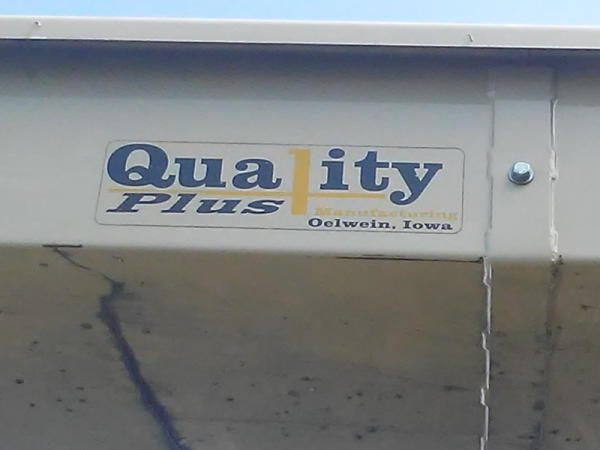 Quality
Plus
Manufacturing
Oelwein, Iowa